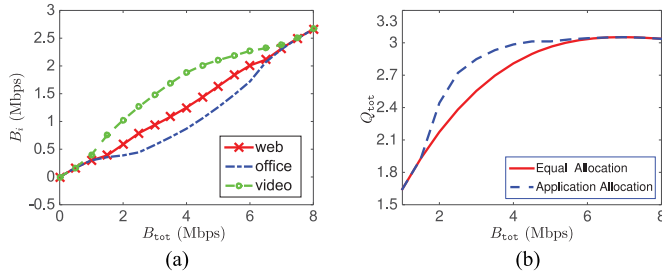 3
2.5
2
1.5
1
0.5
0
-0.5
B_i (Mbps)
0 2 4 6 8
B_tot (Mbps)
web
office
video
(a)
3.3
3
2.7
2.4
2.1
1.8
1.5
Q_tot
2 4 6 8
B_tot (Mbps)
Equal Allocation
Application Allocation
(b)